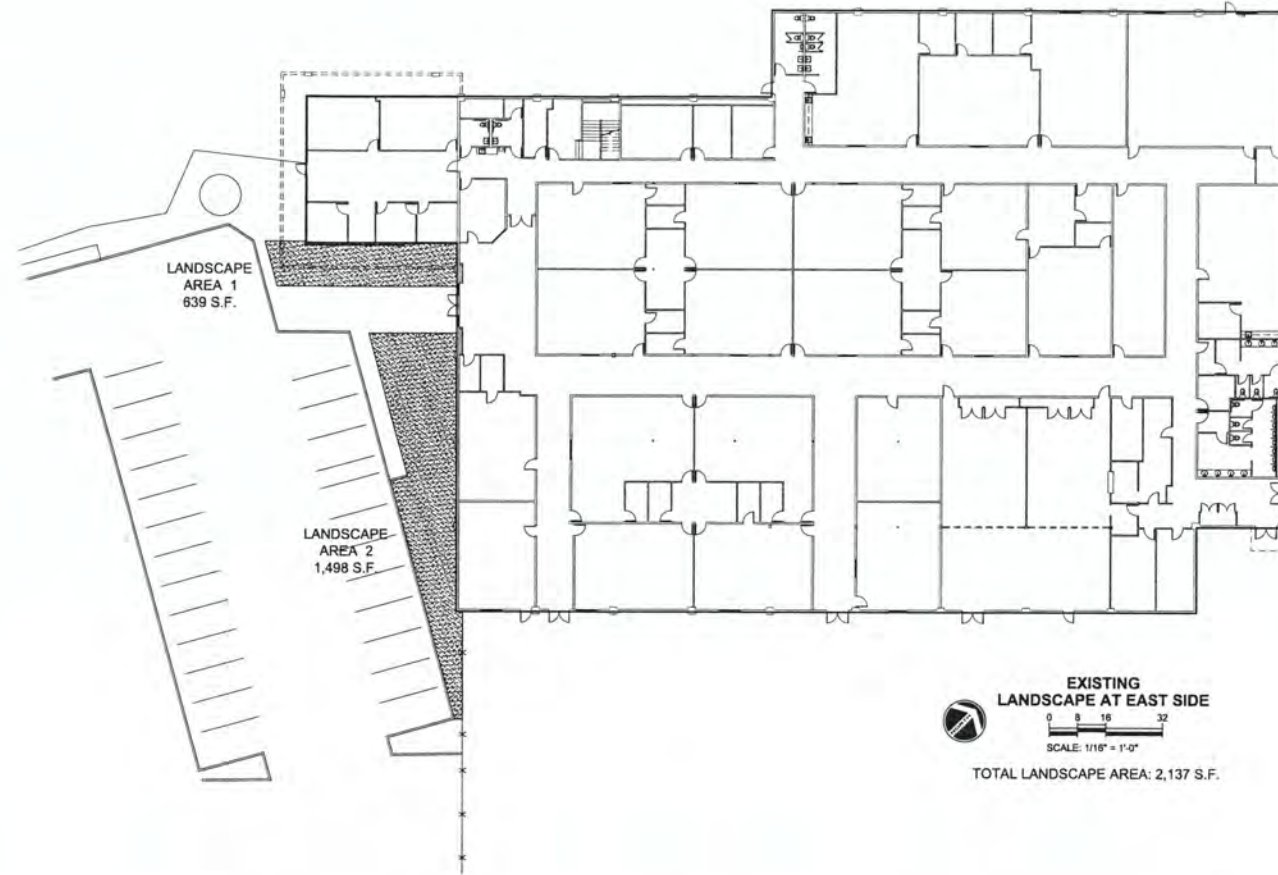 LANDSCAPE
AREA 1
639 S.F.
LANDSCAPE
AREA 2
1,498 S.F.
EXISTING
LANDSCAPE AT EAST SIDE
0 8 16 32
SCALE: 1/16" = 1'-0"
TOTAL LANDSCAPE AREA: 2,137 S.F.